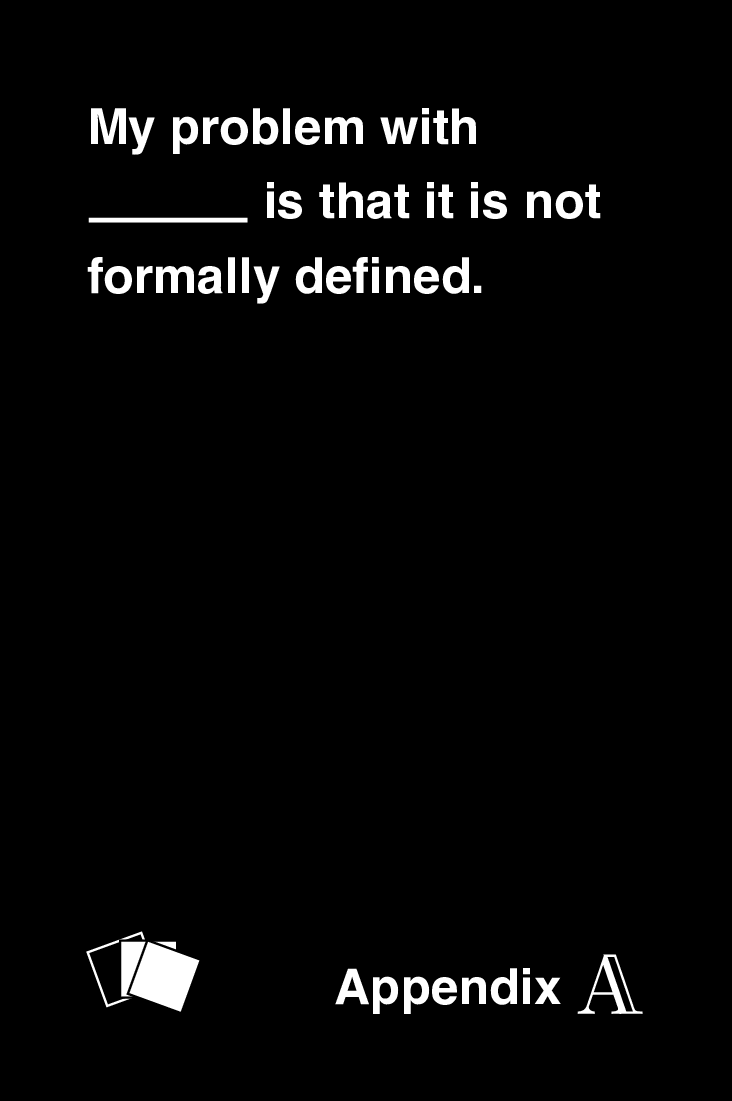 My problem with
______ is that it is not
formally defined.
Appendix 𝔸